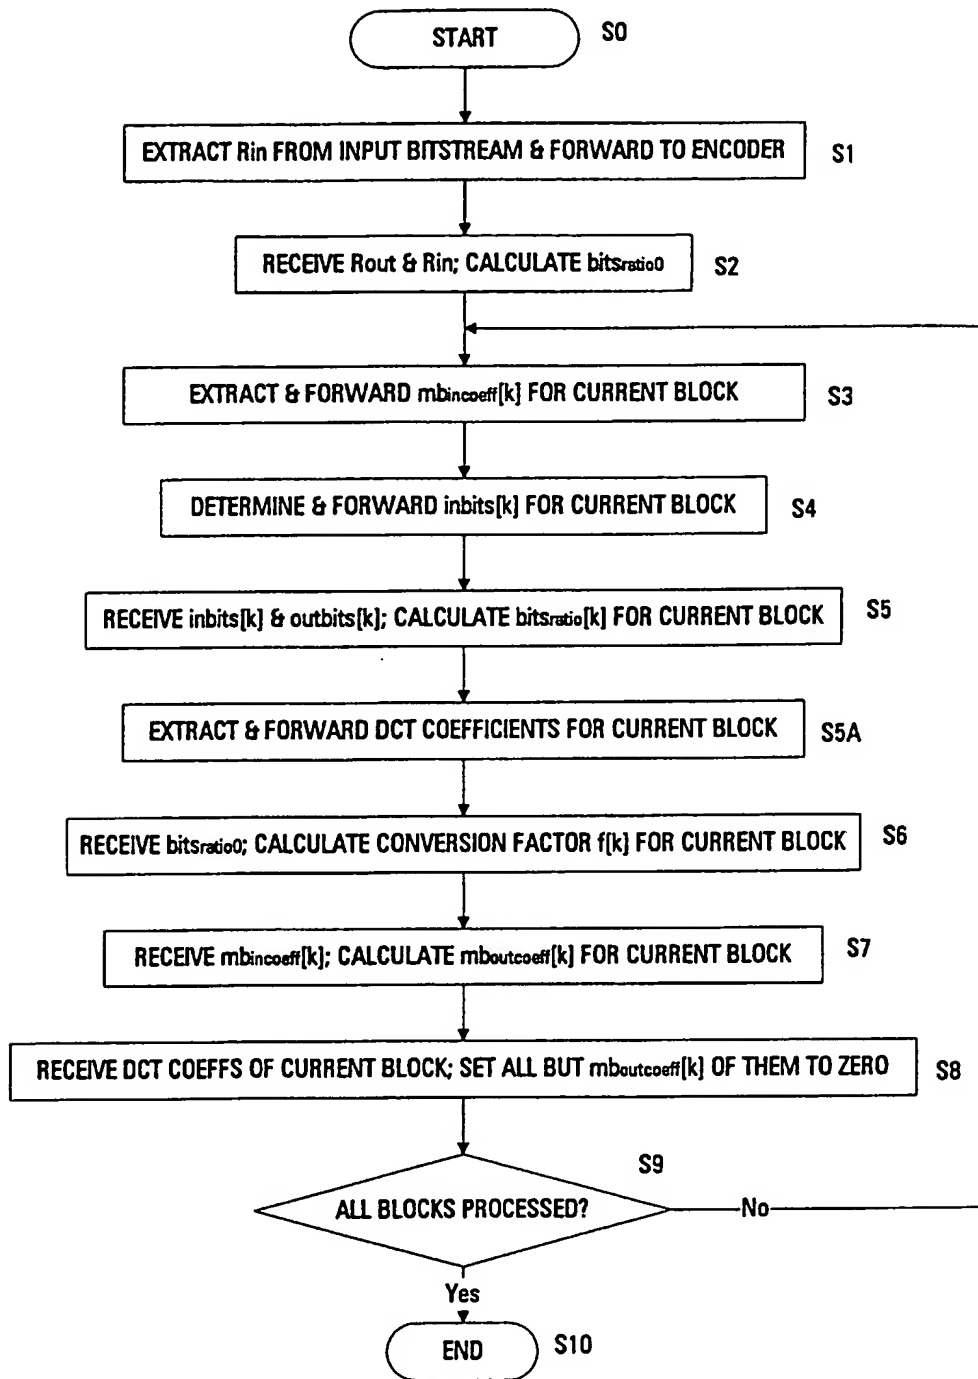 START S0
EXTRACT Rin FROM INPUT BITSTREAM & FORWARD TO ENCODER S1
RECEIVE Rout & Rin; CALCULATE bitsratio0 S2
EXTRACT & FORWARD mbincoeff[k] FOR CURRENT BLOCK S3
DETERMINE & FORWARD inbits[k] FOR CURRENT BLOCK S4
RECEIVE inbits[k] & outbits[k]; CALCULATE bitsratio[k] FOR CURRENT BLOCK S5
EXTRACT & FORWARD DCT COEFFICIENTS FOR CURRENT BLOCK S5A
RECEIVE bitsratio0; CALCULATE CONVERSION FACTOR f[k] FOR CURRENT BLOCK S6
RECEIVE mbincoeff[k]; CALCULATE mboutcoeff[k] FOR CURRENT BLOCK S7
RECEIVE DCT COEFFS OF CURRENT BLOCK; SET ALL BUT mboutcoeff[k] OF THEM TO ZERO S8
S9
ALL BLOCKS PROCESSED? No
Yes
END S10